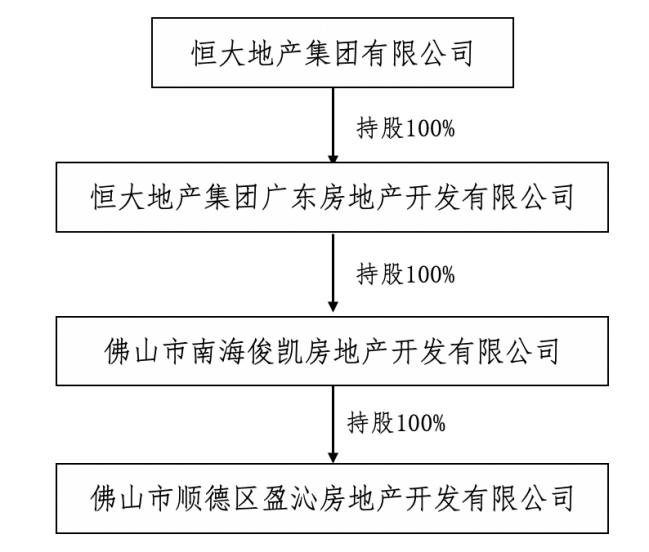 恒大地产集团有限公司
持股100%
恒大地产集团广东房地产开发有限公司
持股100%
佛山市南海俊凯房地产开发有限公司
持股100%
佛山市顺德区盈沁房地产开发有限公司